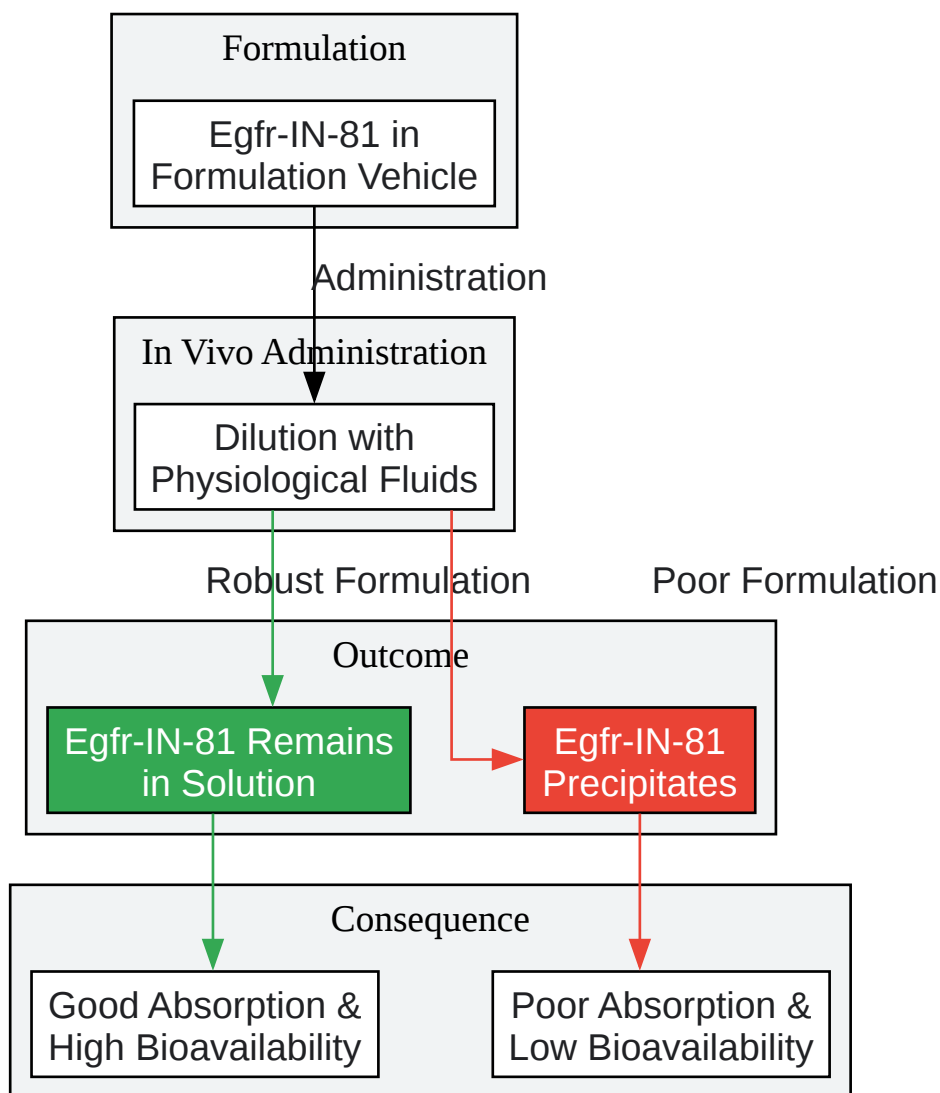 Formulation
Egfr-IN-81 in
Formulation Vehicle
Administration
In Vivo Administration
Dilution with
Physiological Fluids
Robust Formulation
Poor Formulation
Outcome
Egfr-IN-81 Remains
in Solution
Egfr-IN-81
Precipitates
Consequence
Good Absorption &
High Bioavailability
Poor Absorption &
Low Bioavailability